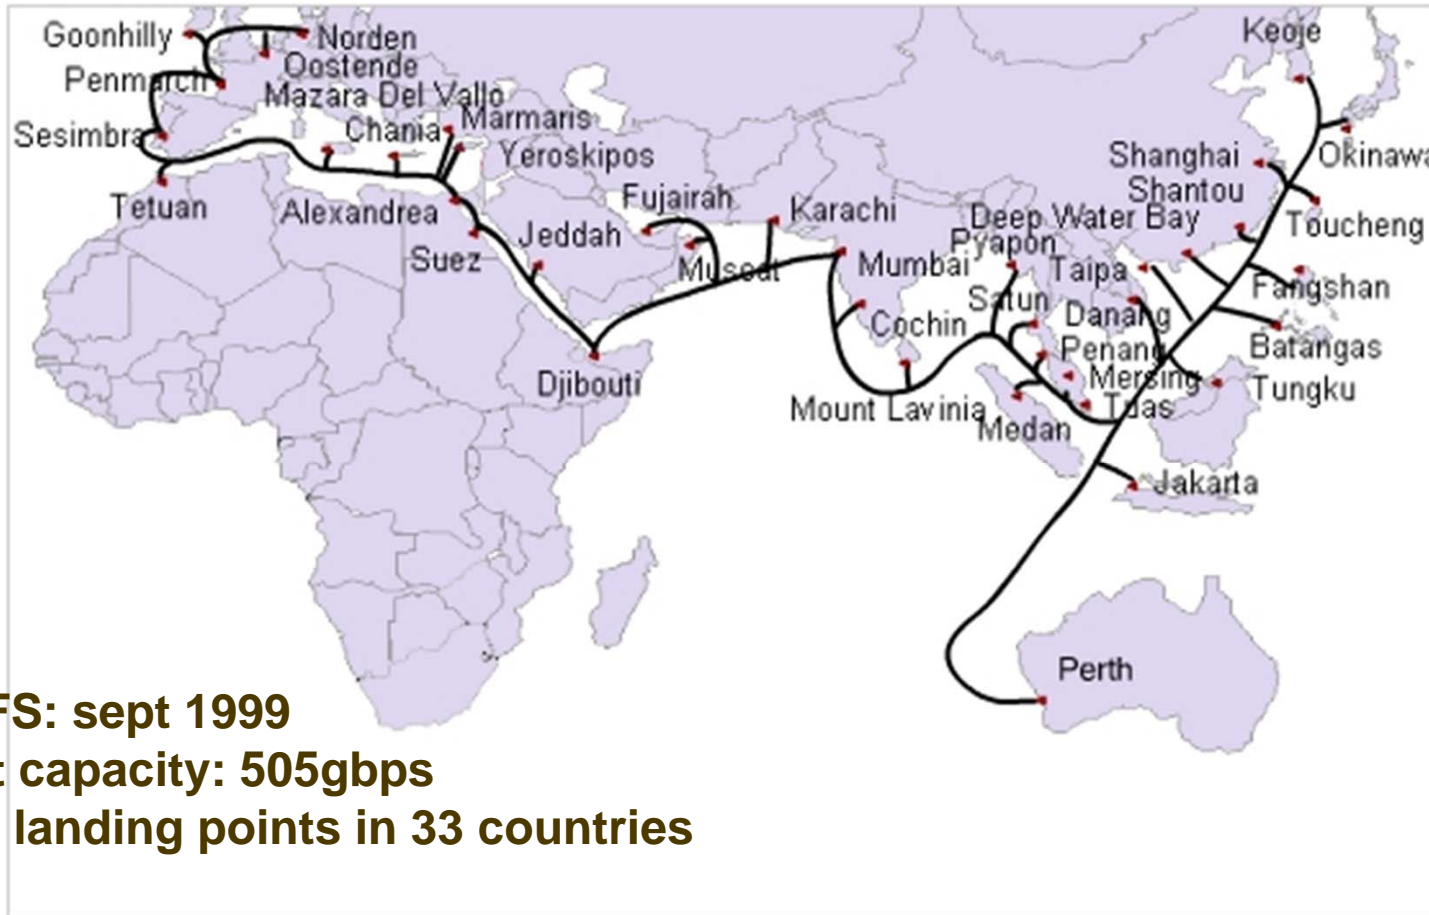 Goonhilly
Norden
Keoje
Oostende
Penmarch
Mazara Del Vallo
Marmaris
Chania
Sesimbra
Yeroskipos
Shanghai
Okinawa
Shantou
Tetuan
Alexandrea
Fujairah
Karachi
Deep Water Bay
Toucheng
Jeddah
Pyapon
Suez
Muscat
Mumbai
Taipa
Fangshan
Satun
Danang
Cochin
Penang
Batangas
Djibouti
Mersing
Tungku
Mount Lavinia
Tuas
Medan
Jakarta
Perth
FS: sept 1999
capacity: 505gbps
landing points in 33 countries